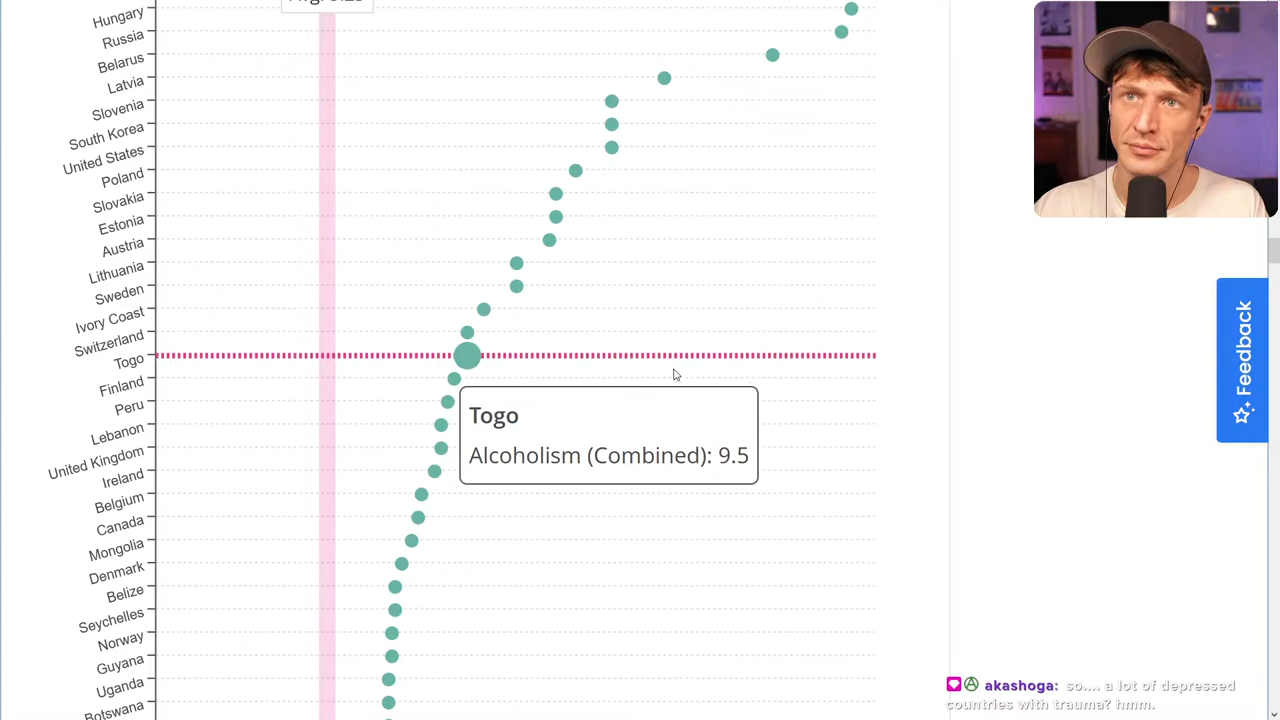 Hungary
Russia
Belarus
Latvia
Slovenia
South Korea
United States
Poland
Slovakia
Estonia
Austria
Lithuania
Sweden
Ivory Coast
Switzerland
Togo
Finland
Peru
Lebanon
United Kingdom
Ireland
Belgium
Canada
Mongolia
Denmark
Belize
Seychelles
Norway
Guyana
Uganda
Botswana
Togo
Alcoholism (Combined): 9.5
Feedback
akashoga: so.... a lot of depressed
countries with trauma? hmm.